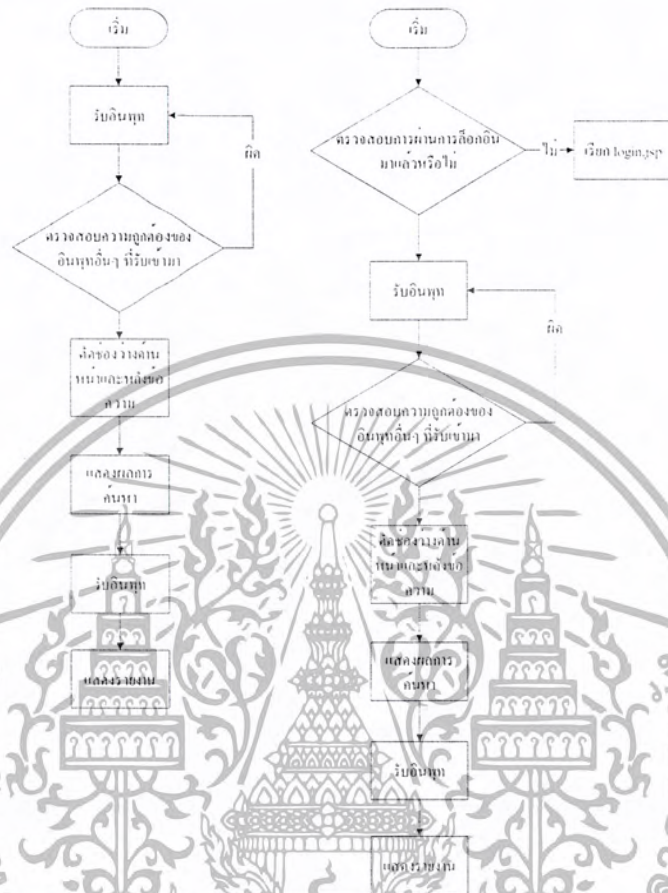 เริ่ม
รับอินพุท
ผิด
ตรวจสอบความถูกต้องของ
อินพุทอื่นๆ ที่รับเข้ามา
ตัดช่องว่างด้าน
หน้าและหลังข้อ
ความ
แสดงผลการ
ค้นหา
รับอินพุท
แสดงรายงาน
เริ่ม
ตรวจสอบการผ่านการล็อกอิน
มาแล้วหรือไม่
ไม่
เรียก login.jsp
รับอินพุท
ผิด
ตรวจสอบความถูกต้องของ
อินพุทอื่นๆ ที่รับเข้ามา
ตัดช่องว่างด้าน
หน้าและหลังข้อ
ความ
แสดงผลการ
ค้นหา
รับอินพุท
แสดงรายงาน